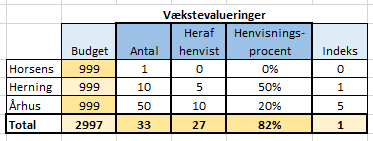 Vækstevalueringer
Budget Antal Heraf henvist Henvisnings-procent Indeks
Horsens 999 1 0 0% 0
Herning 999 10 5 50% 1
Århus 999 50 10 20% 5
Total 2997 33 27 82% 1